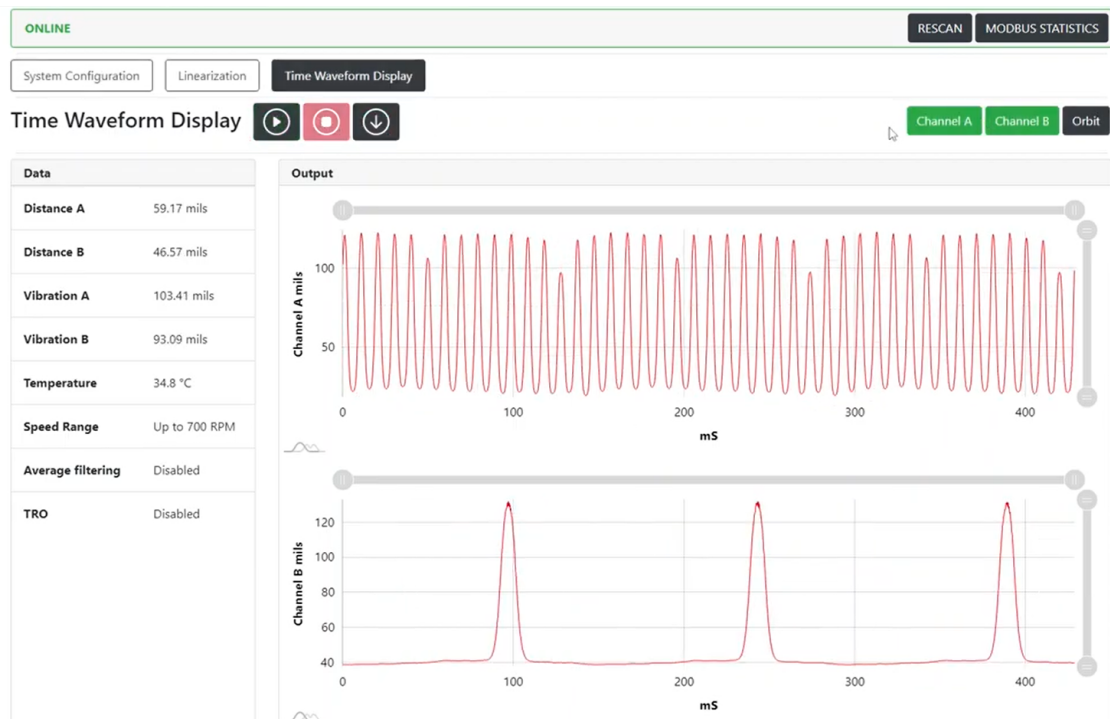 ONLINE RESCAN MODBUS STATISTICS
System Configuration Linearization Time Waveform Display
Time Waveform Display Channel A Channel B Orbit
Data
Distance A 59.17 mils
Distance B 46.57 mils
Vibration A 103.41 mils
Vibration B 93.09 mils
Temperature 34.8 °C
Speed Range Up to 700 RPM
Average filtering Disabled
TRO Disabled
Output
Channel A mils
100
50
0 100 200 300 400
mS
Channel B mils
120
100
80
60
40
0 100 200 300 400
mS